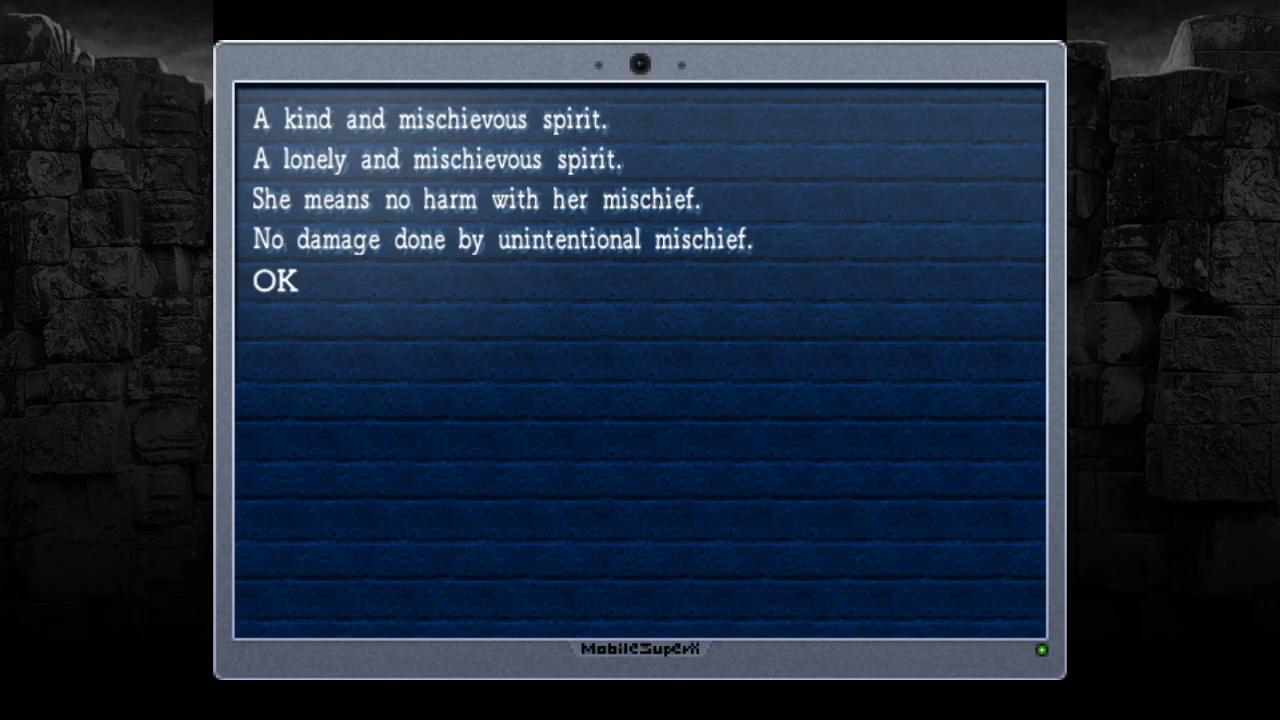 A kind and mischievous spirit.
A lonely and mischievous spirit.
She means no harm with her mischief.
No damage done by unintentional mischief.
OK
MobileSuperX